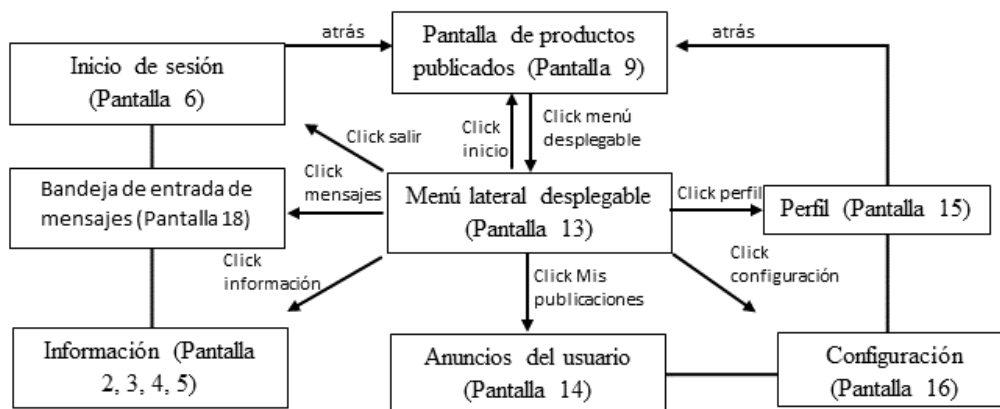 atrás
Pantalla de productos
publicados (Pantalla 9)
atrás
Inicio de sesión
(Pantalla 6)
Click salir
Click
inicio
Click menú
desplegable
Click
mensajes
Bandeja de entrada de
mensajes (Pantalla 18)
Menú lateral desplegable
(Pantalla 13)
Click perfil
Perfil (Pantalla 15)
Click
información
Click Mis
publicaciones
Click
configuración
Información (Pantalla
2, 3, 4, 5)
Anuncios del usuario
(Pantalla 14)
Configuración
(Pantalla 16)